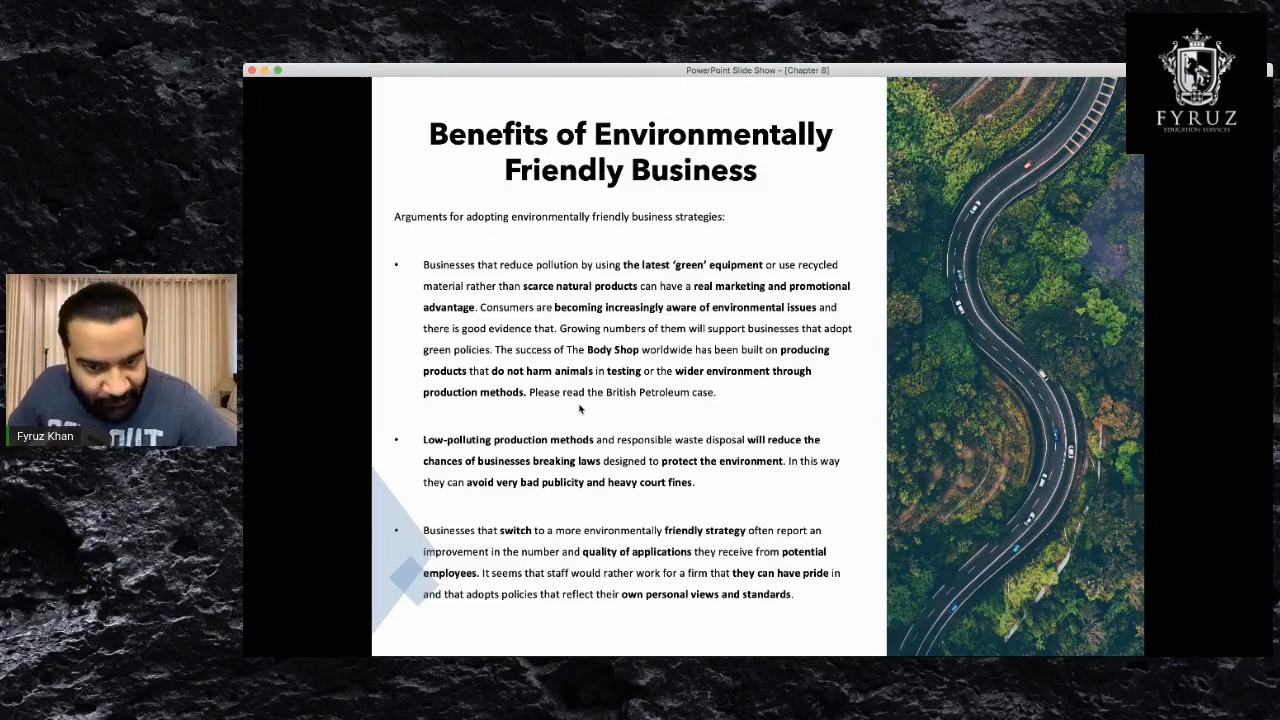 PowerPoint Slide Show – [Chapter 8]
FYRUZ
EDUCATION SERVICES
Benefits of Environmentally
Friendly Business
Arguments for adopting environmentally friendly business strategies:
• Businesses that reduce pollution by using the latest ‘green’ equipment or use recycled
material rather than scarce natural products can have a real marketing and promotional
advantage. Consumers are becoming increasingly aware of environmental issues and
there is good evidence that. Growing numbers of them will support businesses that adopt
green policies. The success of The Body Shop worldwide has been built on producing
products that do not harm animals in testing or the wider environment through
production methods. Please read the British Petroleum case.
• Low-polluting production methods and responsible waste disposal will reduce the
chances of businesses breaking laws designed to protect the environment. In this way
they can avoid very bad publicity and heavy court fines.
• Businesses that switch to a more environmentally friendly strategy often report an
improvement in the number and quality of applications they receive from potential
employees. It seems that staff would rather work for a firm that they can have pride in
and that adopts policies that reflect their own personal views and standards.
Fyruz Khan